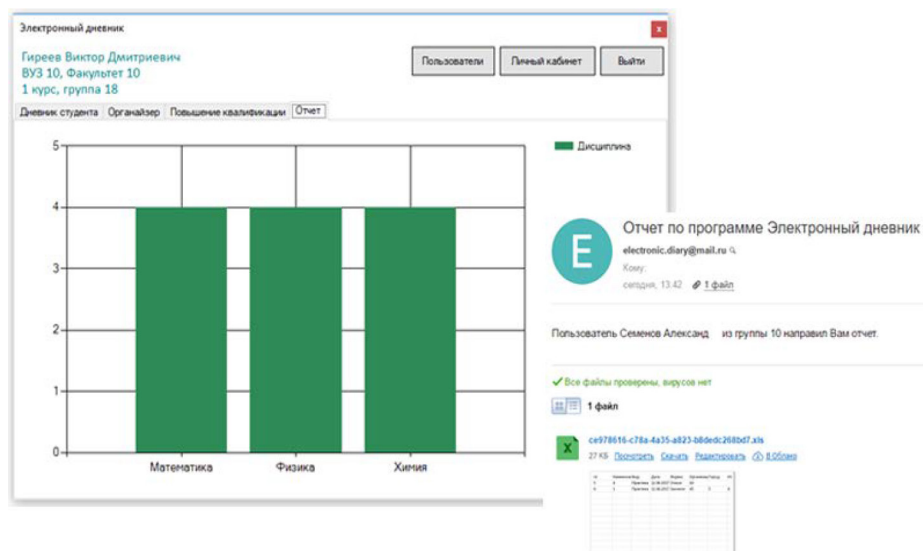 Электронный дневник
x
Гиреев Виктор Дмитриевич
ВУЗ 10, Факультет 10
1 курс, группа 18
Пользователи Личный кабинет Выйти
Дневник студента Органайзер Повышение квалификации Отчет
5
4
3
2
1
0
Математика Физика Химия
Дисциплина
E
Отчет по программе Электронный дневник
electronic.diary@mail.ru
Кому:
сегодня, 13:42 1 файл
Пользователь Семенов Александ из группы 10 направил Вам отчет.
Все файлы проверены, вирусов нет
1 файл
X
ce978616-c78a-4a35-a823-b8dedc268bd7.xls
27 КБ Посмотреть Скачать Редактировать В Облако